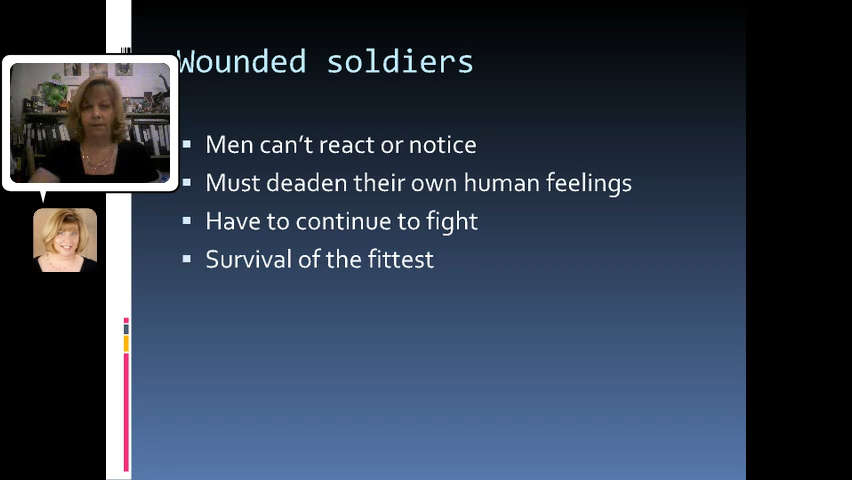 Wounded soldiers
Men can't react or notice
Must deaden their own human feelings
Have to continue to fight
Survival of the fittest